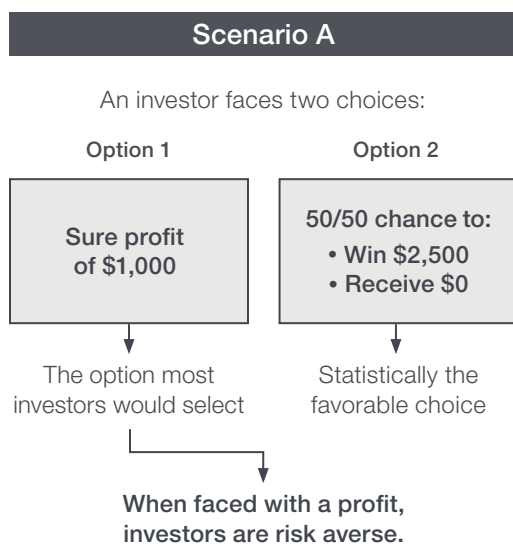 Scenario A
An investor faces two choices:
Option 1
Option 2
Sure profit
of $1,000
50/50 chance to:
• Win $2,500
• Receive $0
The option most
investors would select
Statistically the
favorable choice
When faced with a profit,
investors are risk averse.